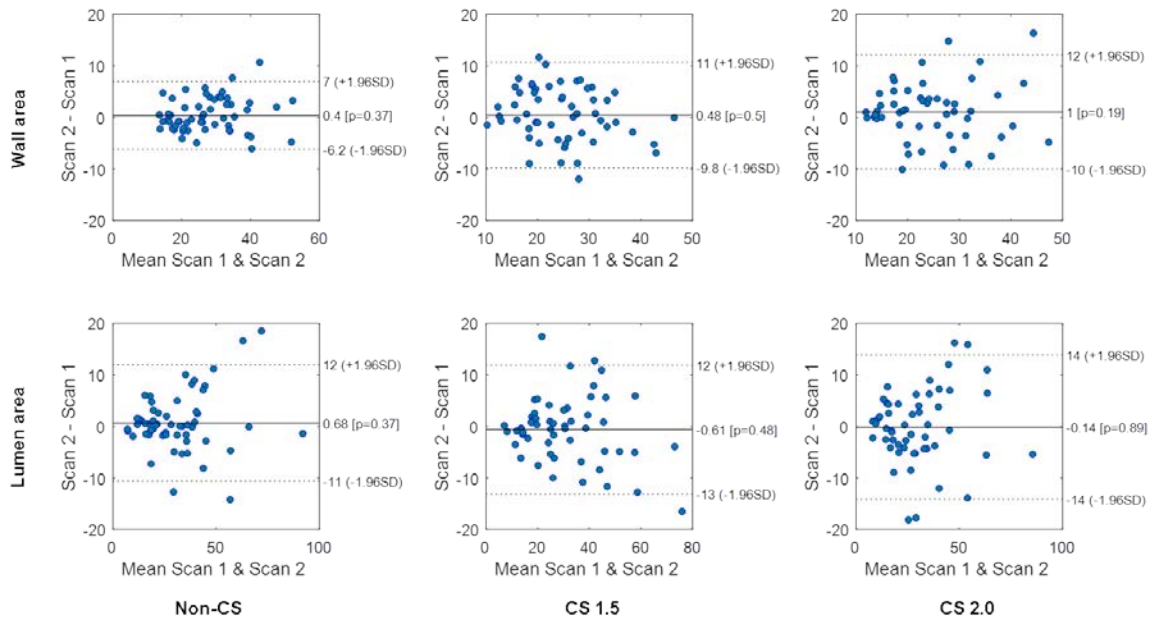 Wall area
Scan 2 - Scan 1
20
10
0
-10
-20
7 (+1.96SD)
0.4 [p=0.37]
-6.2 (-1.96SD)
0 20 40 60
Mean Scan 1 & Scan 2
Scan 2 - Scan 1
20
10
0
-10
-20
11 (+1.96SD)
0.48 [p=0.5]
-9.8 (-1.96SD)
10 20 30 40 50
Mean Scan 1 & Scan 2
Scan 2 - Scan 1
20
10
0
-10
-20
12 (+1.96SD)
1 [p=0.19]
-10 (-1.96SD)
10 20 30 40 50
Mean Scan 1 & Scan 2
Lumen area
Scan 2 - Scan 1
20
10
0
-10
-20
12 (+1.96SD)
0.68 [p=0.37]
-11 (-1.96SD)
0 50 100
Mean Scan 1 & Scan 2
Scan 2 - Scan 1
20
10
0
-10
-20
12 (+1.96SD)
-0.61 [p=0.48]
-13 (-1.96SD)
0 20 40 60 80
Mean Scan 1 & Scan 2
Scan 2 - Scan 1
20
10
0
-10
-20
14 (+1.96SD)
-0.14 [p=0.89]
-14 (-1.96SD)
0 50 100
Mean Scan 1 & Scan 2
Non-CS CS 1.5 CS 2.0